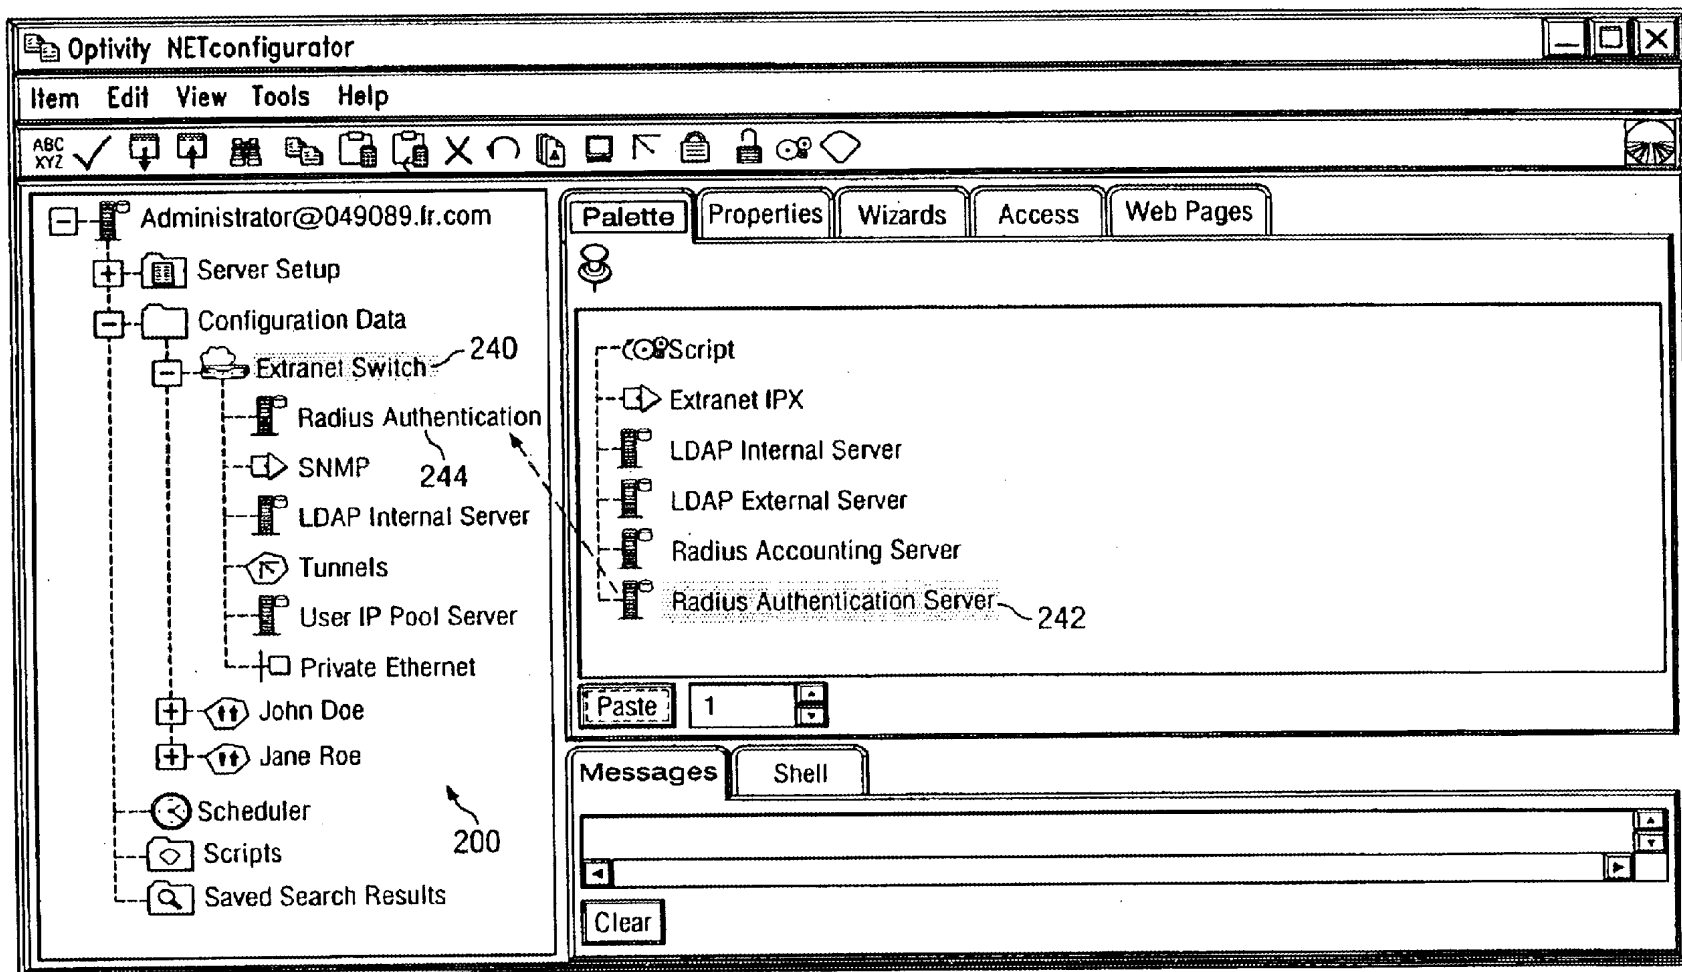 Optivity NETconfigurator
Item Edit View Tools Help
ABC
XYZ
Administrator@049089.fr.com
Server Setup
Configuration Data
Extranet Switch
240
Radius Authentication
244
SNMP
LDAP Internal Server
Tunnels
User IP Pool Server
Private Ethernet
John Doe
Jane Roe
Scheduler
200
Scripts
Saved Search Results
Palette Properties Wizards Access Web Pages
Script
Extranet IPX
LDAP Internal Server
LDAP External Server
Radius Accounting Server
Radius Authentication Server
242
Paste 1
Messages Shell
Clear